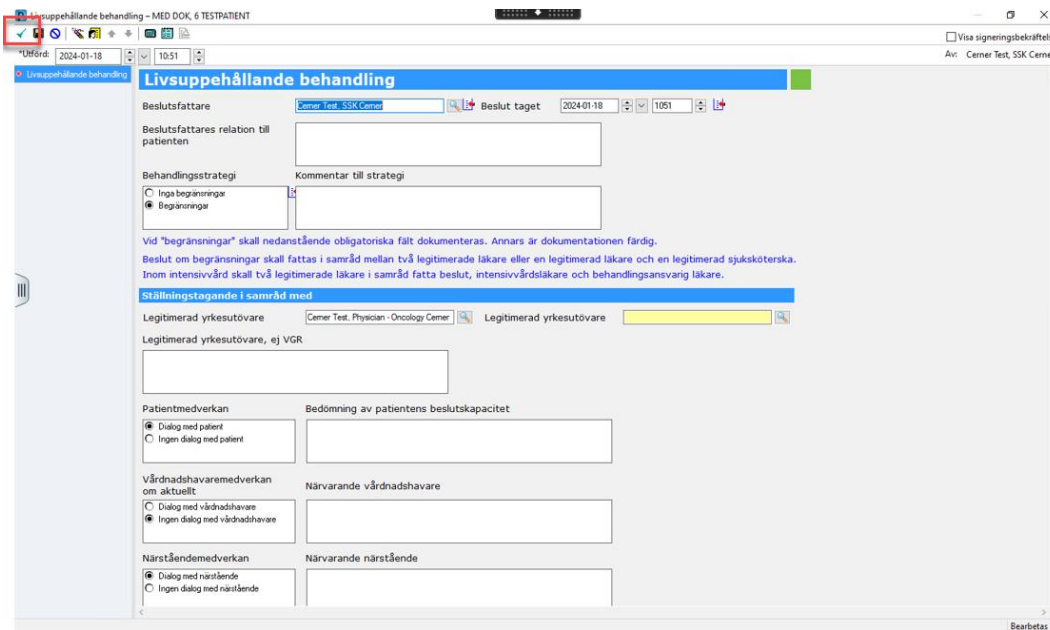 Livsuppehållande behandling – MED DOK, 6 TESTPATIENT
Visa signeringsbekräftels
*Utförd: 2024-01-18 10:51 Av: Cerner Test, SSK Cerne
Livsuppehållande behandling
Livsuppehållande behandling
Beslutsfattare Cerner Test, SSK Cerner Beslut taget 2024-01-18 1051
Beslutsfattares relation till
patienten
Behandlingsstrategi Kommentar till strategi
Inga begränsningar
Begränsningar
Vid "begränsningar" skall nedanstående obligatoriska fält dokumenteras. Annars är dokumentationen färdig.
Beslut om begränsningar skall fattas i samråd mellan två legitimerade läkare eller en legitimerad läkare och en legitimerad sjuksköterska.
Inom intensivvård skall två legitimerade läkare i samråd fatta beslut, intensivvårdsläkare och behandlingsansvarig läkare.
Ställningstagande i samråd med
Legitimerad yrkesutövare Cerner Test, Physician - Oncology Cerner Legitimerad yrkesutövare
Legitimerad yrkesutövare, ej VGR
Patientmedverkan Bedömning av patientens beslutskapacitet
Dialog med patient
Ingen dialog med patient
Vårdnadshavaremedverkan
om aktuellt Närvarande vårdnadshavare
Dialog med vårdnadshavare
Ingen dialog med vårdnadshavare
Närståendemedverkan Närvarande närstående
Dialog med närstående
Ingen dialog med närstående
Bearbetas